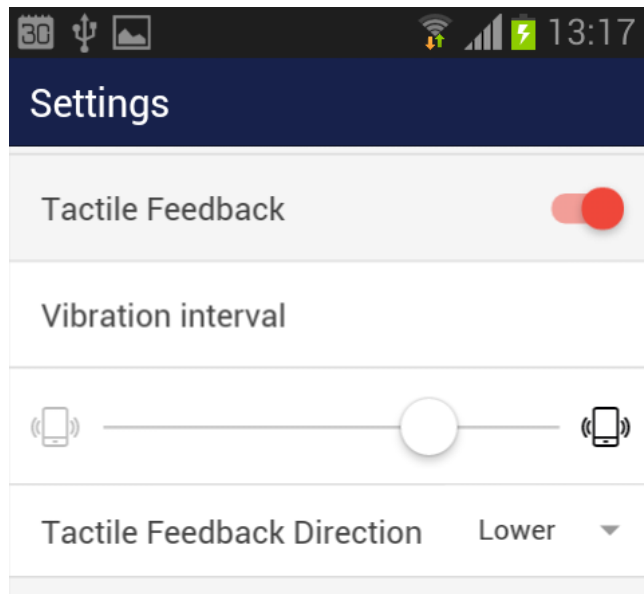 30 13:17
Settings
Tactile Feedback
Vibration interval
Tactile Feedback Direction Lower